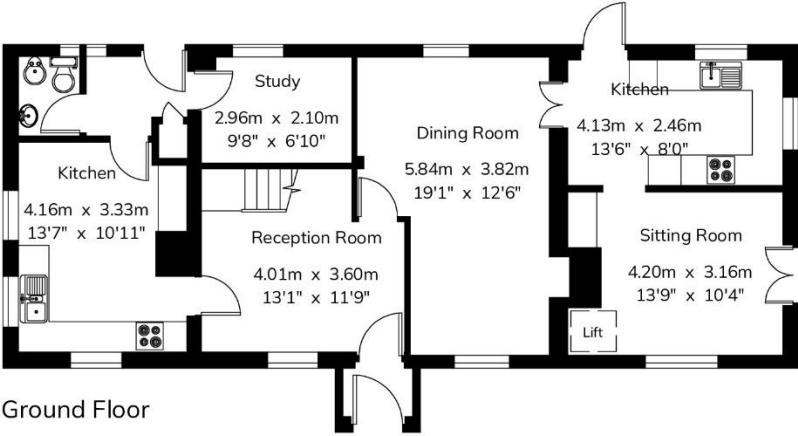 Study
2.96m x 2.10m
9'8" x 6'10"
Kitchen
4.13m x 2.46m
13'6" x 8'0"
Dining Room
5.84m x 3.82m
19'1" x 12'6"
Kitchen
4.16m x 3.33m
13'7" x 10'11"
Reception Room
4.01m x 3.60m
13'1" x 11'9"
Sitting Room
4.20m x 3.16m
13'9" x 10'4"
Lift
Ground Floor